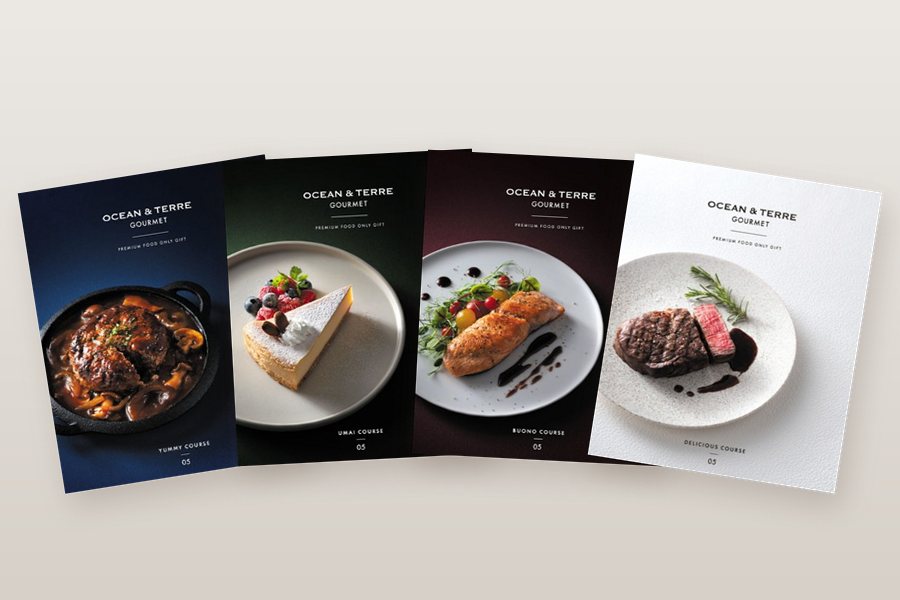 OCEAN & TERRE
GOURMET
PREMIUM FOOD ONLY GIFT
YUMMY COURSE
05
OCEAN & TERRE
GOURMET
PREMIUM FOOD ONLY GIFT
UMAI COURSE
05
OCEAN & TERRE
GOURMET
PREMIUM FOOD ONLY GIFT
BUONO COURSE
05
OCEAN & TERRE
GOURMET
PREMIUM FOOD ONLY GIFT
DELICIOUS COURSE
05